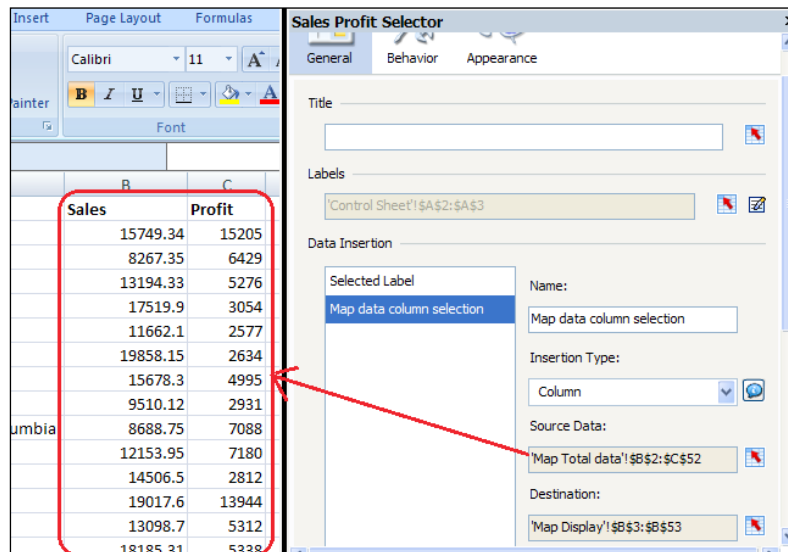 Insert Page Layout Formulas
Calibri 11 A
B I U A
Painter
Font
B C
Sales Profit
15749.34 15205
8267.35 6429
13194.33 5276
17519.9 3054
11662.1 2577
19858.15 2634
15678.3 4995
9510.12 2931
umbia 8688.75 7088
12153.95 7180
14506.5 2812
19017.6 13944
13098.7 5312
18185.31 5338
Sales Profit Selector
General Behavior Appearance
Title
Labels
'Control Sheet'!$A$2:$A$3
Data Insertion
Selected Label
Map data column selection
Name:
Map data column selection
Insertion Type:
Column
Source Data:
'Map Total data'!$B$2:$C$52
Destination:
'Map Display'!$B$3:$B$53